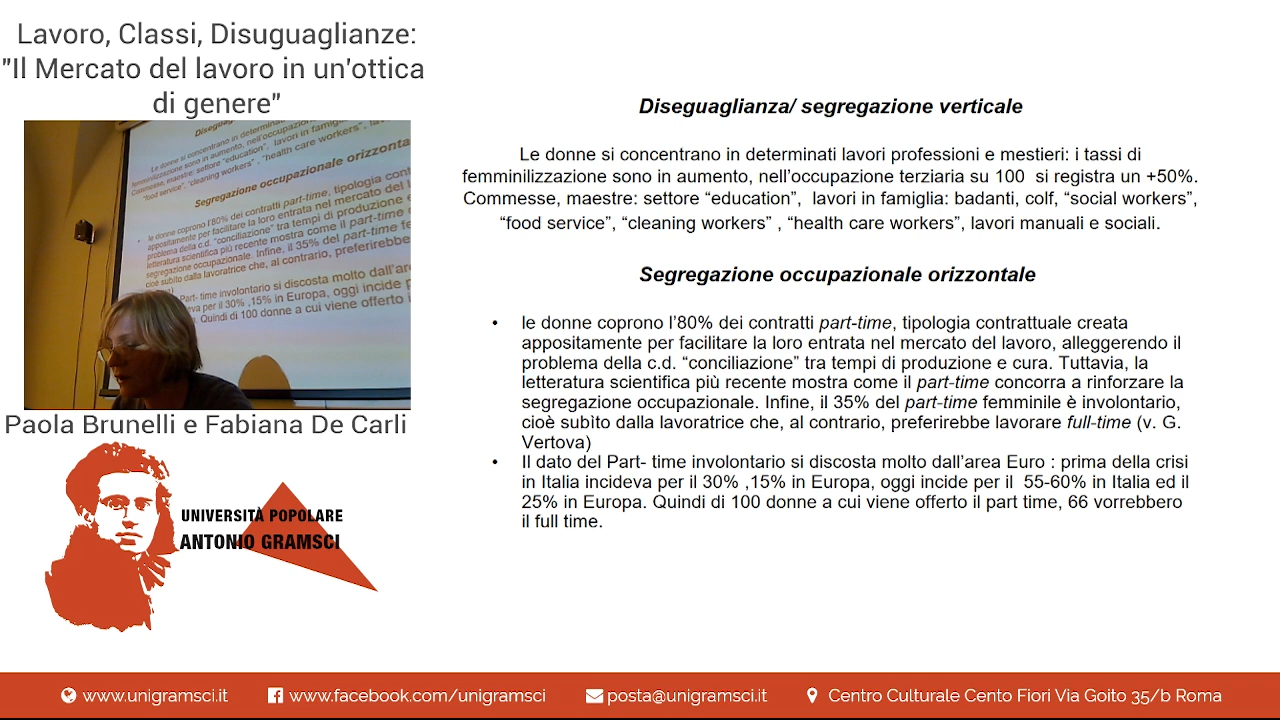 Lavoro, Classi, Disuguaglianze:
"Il Mercato del lavoro in un'ottica
di genere"
Paola Brunelli e Fabiana De Carli
UNIVERSITÀ POPOLARE
ANTONIO GRAMSCI
Diseguaglianza/ segregazione verticale
Le donne si concentrano in determinati lavori professioni e mestieri: i tassi di
femminilizzazione sono in aumento, nell'occupazione terziaria su 100 si registra un +50%.
Commesse, maestre: settore “education”, lavori in famiglia: badanti, colf, “social workers”,
“food service”, “cleaning workers” , “health care workers”, lavori manuali e sociali.
Segregazione occupazionale orizzontale
• le donne coprono l'80% dei contratti part-time, tipologia contrattuale creata
appositamente per facilitare la loro entrata nel mercato del lavoro, alleggerendo il
problema della c.d. “conciliazione” tra tempi di produzione e cura. Tuttavia, la
letteratura scientifica più recente mostra come il part-time concorra a rinforzare la
segregazione occupazionale. Infine, il 35% del part-time femminile è involontario,
cioè subìto dalla lavoratrice che, al contrario, preferirebbe lavorare full-time (v. G.
Vertova)
• Il dato del Part- time involontario si discosta molto dall'area Euro : prima della crisi
in Italia incideva per il 30% ,15% in Europa, oggi incide per il 55-60% in Italia ed il
25% in Europa. Quindi di 100 donne a cui viene offerto il part time, 66 vorrebbero
il full time.
www.unigramsci.it
www.facebook.com/unigramsci
posta@unigramsci.it
Centro Culturale Cento Fiori Via Goito 35/b Roma